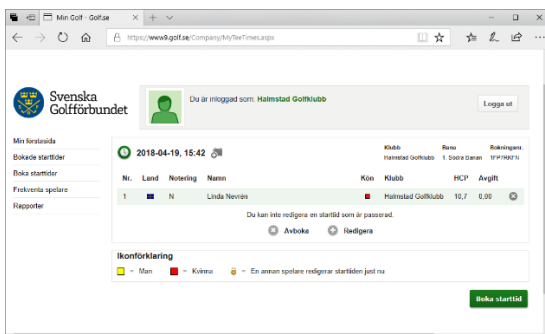 Min Golf - Golf.se
https://www9.golf.se/Company/MyTeeTimes.aspx
Svenska
Golfförbundet
Du är inloggad som: Halmstad Golfklubb
Logga ut
Min förstasida
Bokade starttider
Boka starttider
Frekventa spelare
Rapporter
2018-04-19, 15:42
Klubb Bana Bokningsnr.
Halmstad Golfklubb 1. Södra Banan
Nr. Land Notering Namn Kön Klubb HCP Avgift
1 N Linda Nevrén Halmstad Golfklubb 10,7 0,00
Du kan inte redigera en starttid som är passerad.
Avboka Redigera
Ikonförklaring
= Man = Kvinna = En annan spelare redigerar starttiden just nu
Boka starttid